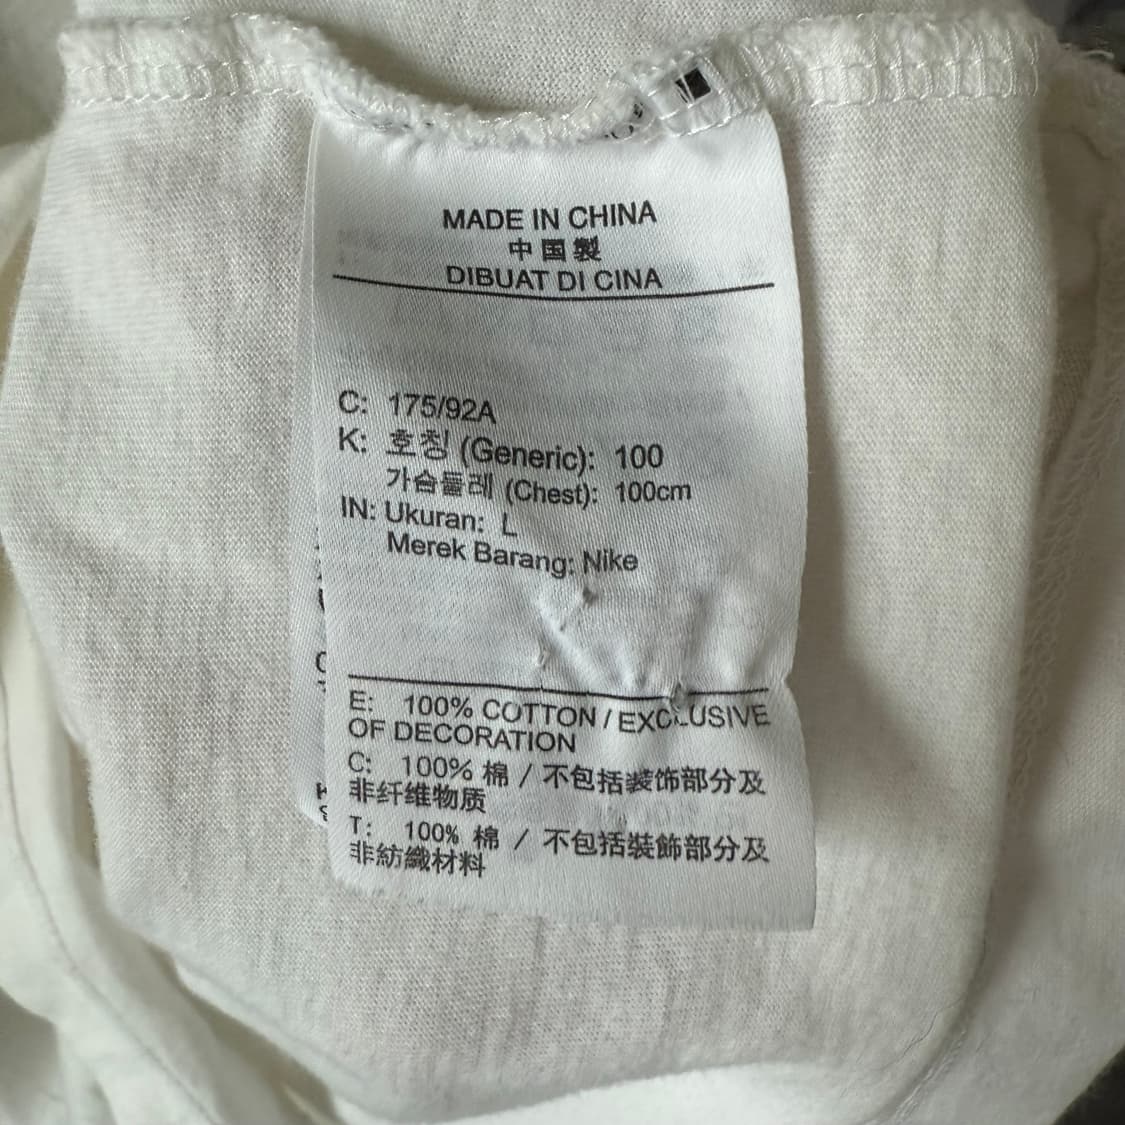 MADE IN CHINA
中国製
DIBUAT DI CINA
C: 175/92A
K: 호칭 (Generic): 100
가슴둘레 (Chest): 100cm
IN: Ukuran: L
Merek Barang: Nike
E: 100% COTTON / EXCLUSIVE
OF DECORATION
C: 100% 棉 / 不包括装饰部分及
非纤维物质
T: 100% 棉 / 不包括裝飾部分及
非紡織材料